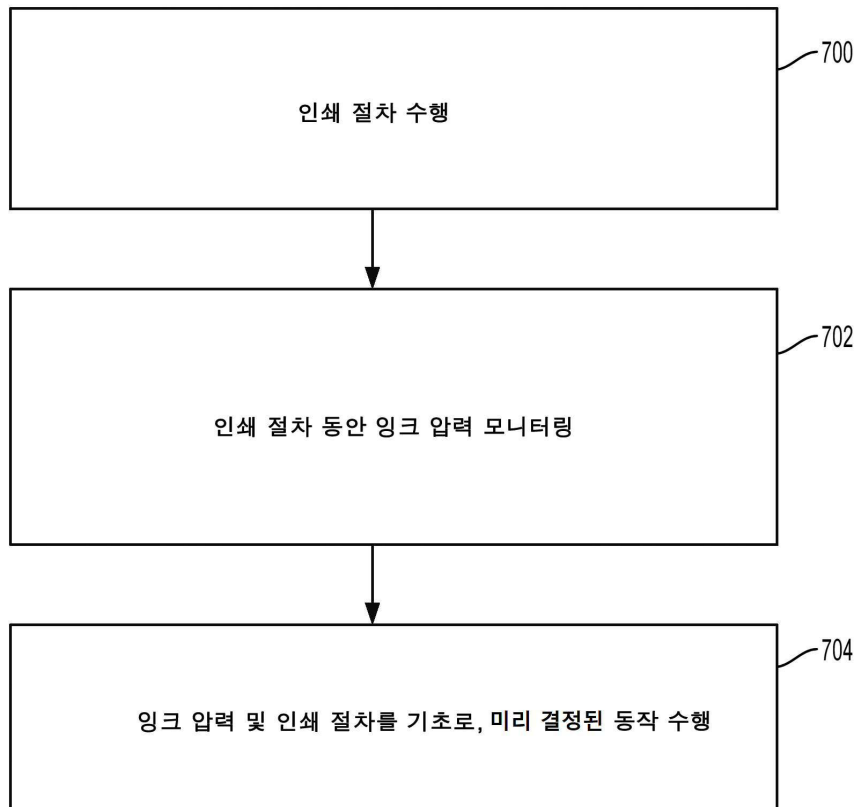 인쇄 절차 수행
700
인쇄 절차 동안 잉크 압력 모니터링
702
잉크 압력 및 인쇄 절차를 기초로, 미리 결정된 동작 수행
704